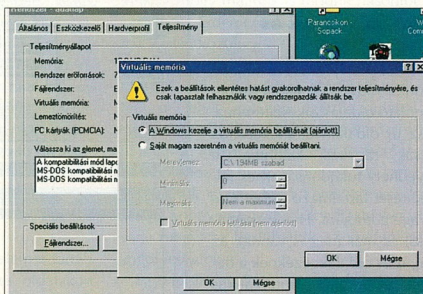 Általános
Eszközkezelő
Hardverprofil
Teljesítmény
Teljesítményállapot
Memória:
Rendszer erőforrások:
Fájlrendszer:
Virtuális memória:
Lemeztömörítés:
PC kártyák (PCMCIA):
Válassza ki az elemet, ma
A kompatibilitási mód lapo
MS-DOS kompatibilitási n
MS-DOS kompatibilitási n
Speciális beállítások
Fájlrendszer...
OK
Mégse
Parancsikon -
Virtuális memória
Ezek a beállítások ellentétes hatást gyakorolhatnak a rendszer teljesítményére, és
csak tapasztalt felhasználók vagy rendszergazdák állítsák be.
Virtuális memória
A Windows kezelje a virtuális memória beállításait (ajánlott).
Saját magam szeretném a virtuális memóriát beállítani.
Merevlemez:
C:\ 194MB szabad
Minimális:
0
Maximális:
Nem a maximum
Virtuális memória letiltása (nem ajánlott)
OK
Mégse